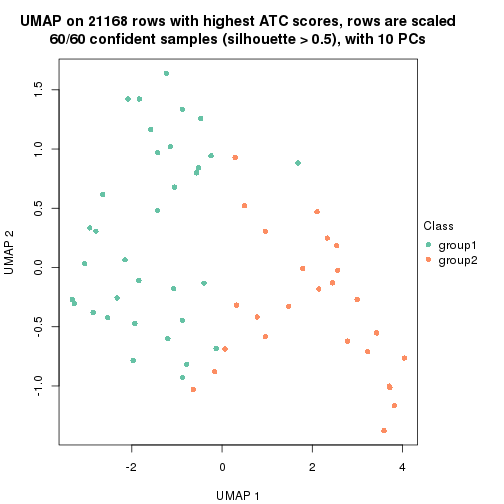 UMAP on 21168 rows with highest ATC scores, rows are scaled
60/60 confident samples (silhouette > 0.5), with 10 PCs
1.5
1.0
0.5
0.0
-0.5
-1.0
UMAP 2
-2
0
2
4
UMAP 1
Class
group1
group2